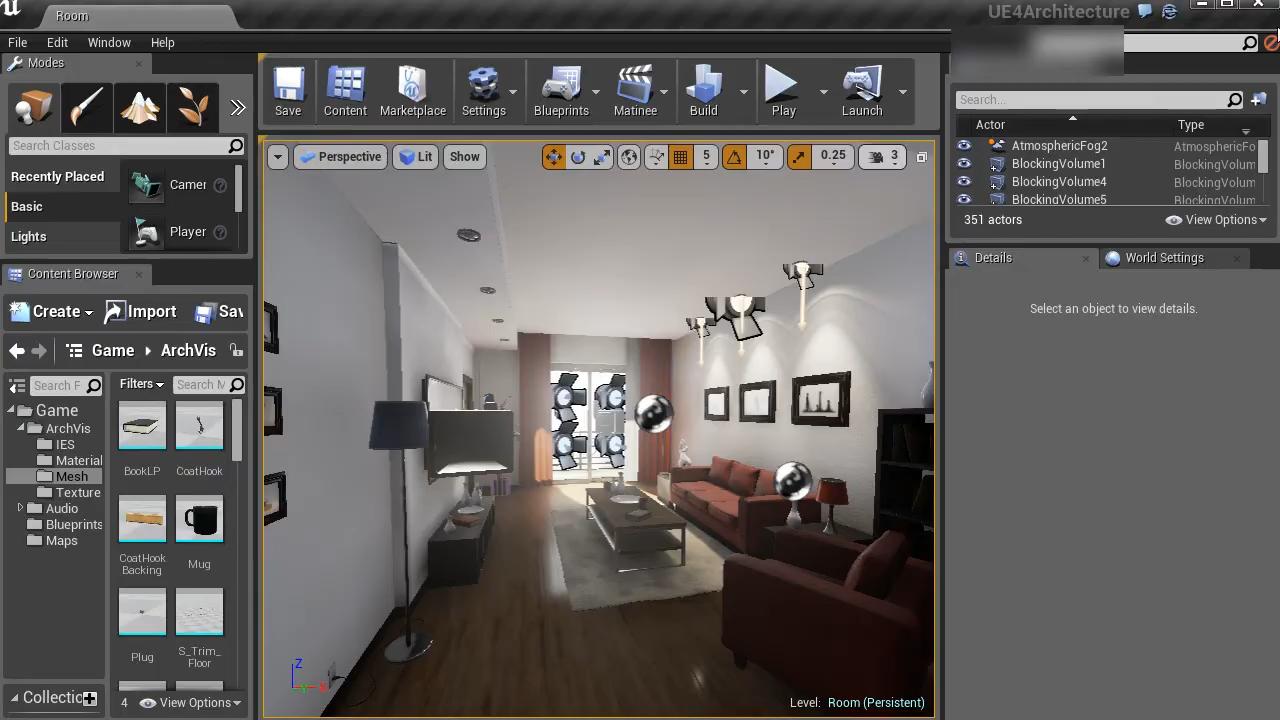 Room
UE4Architecture
File Edit Window Help
Modes
Save Content Marketplace Settings Blueprints Matinee Build Play Launch
Search Classes
Search...
Actor Type
Recently Placed
Basic
Lights
Camer
Player
AtmosphericFog2 AtmosphericFo
BlockingVolume1 BlockingVolum
BlockingVolume4 BlockingVolum
BlockingVolume5 BlockingVolum
351 actors View Options
Perspective Lit Show 5 10° 0.25 3
Details World Settings
Select an object to view details.
Content Browser
Create Import Sav
Game ArchVis
Search F Filters Search M
Game
ArchVis
IES
Material
Mesh
Texture
Audio
Blueprints
Maps
BookLP CoatHook
CoatHook
Backing
Mug
Plug
S_Trim_
Floor
Collectio
4 View Options
Z
Y X
Level: Room (Persistent)